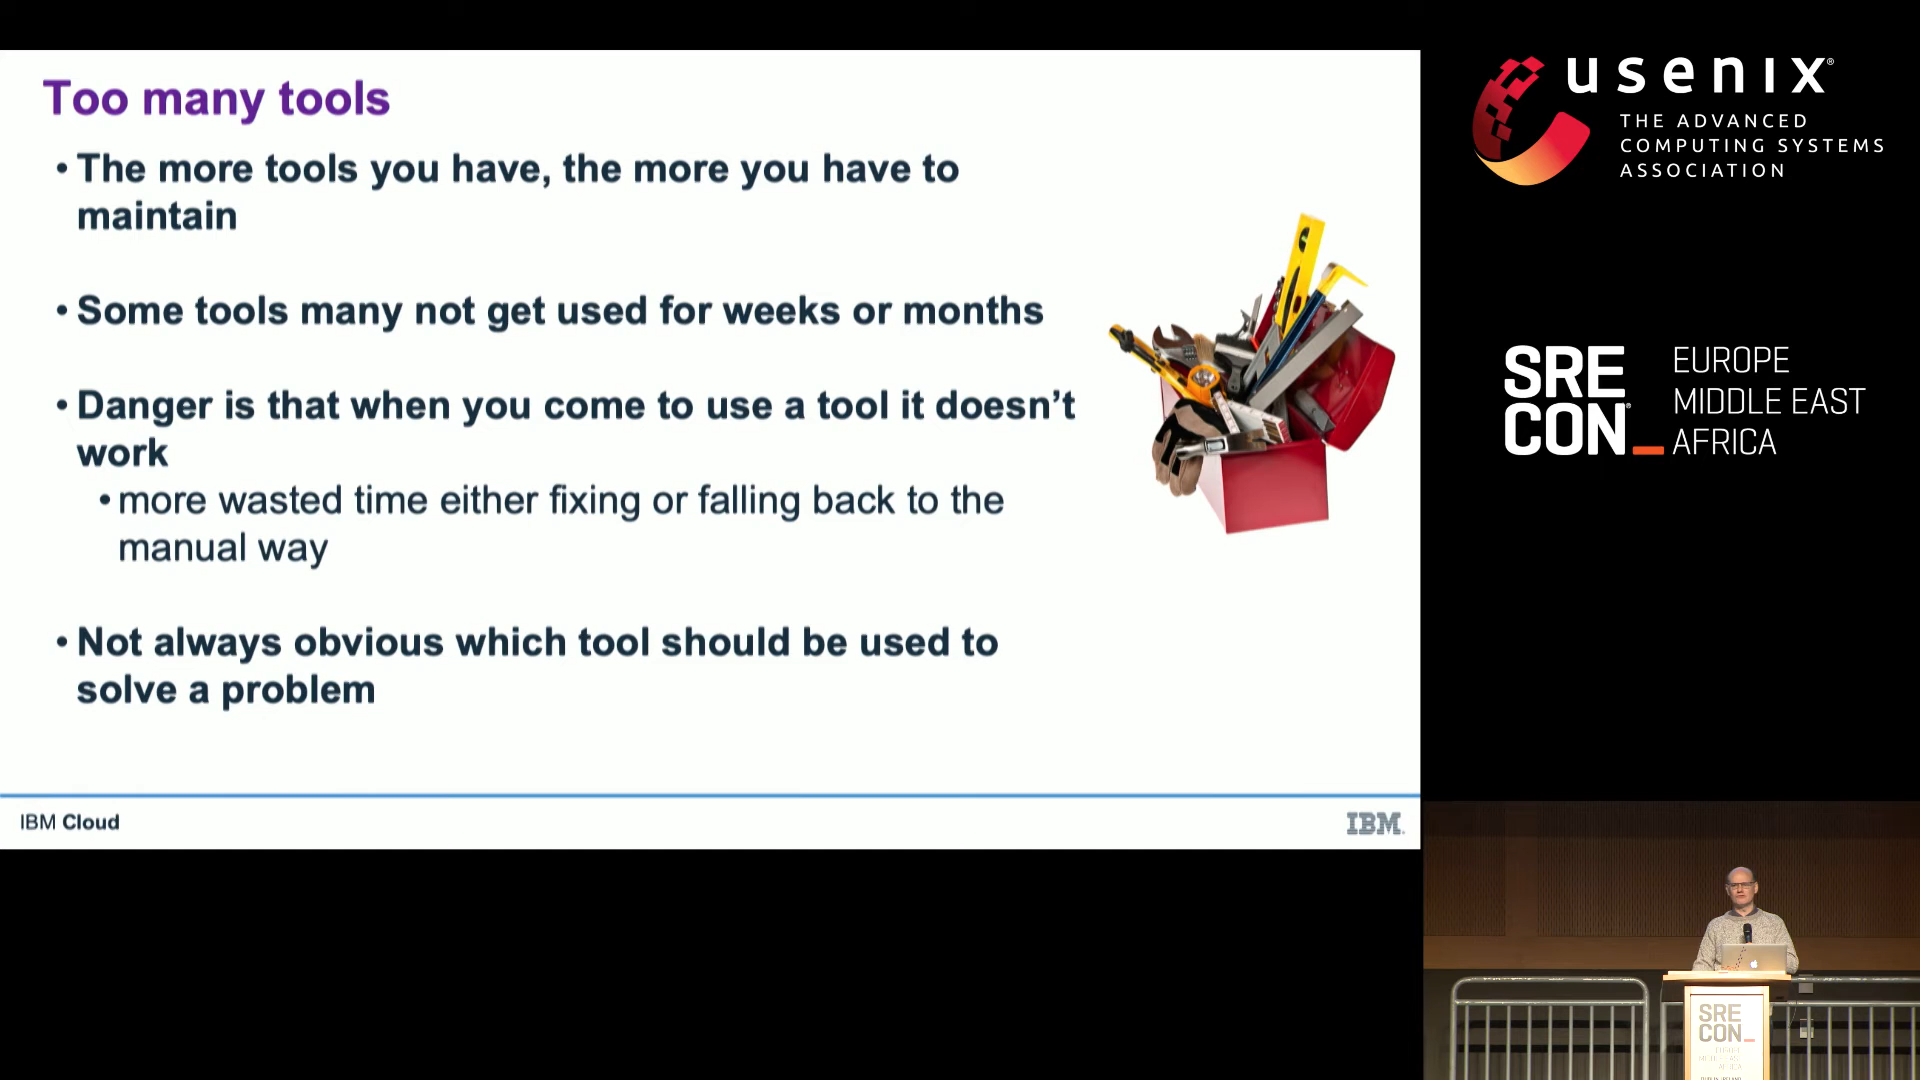 Too many tools
• The more tools you have, the more you have to
maintain
• Some tools many not get used for weeks or months
• Danger is that when you come to use a tool it doesn't
work
• more wasted time either fixing or falling back to the
manual way
• Not always obvious which tool should be used to
solve a problem
IBM Cloud
IBM
usenix®
THE ADVANCED
COMPUTING SYSTEMS
ASSOCIATION
SRE
CON_
EUROPE
MIDDLE EAST
AFRICA
SRE
CON_